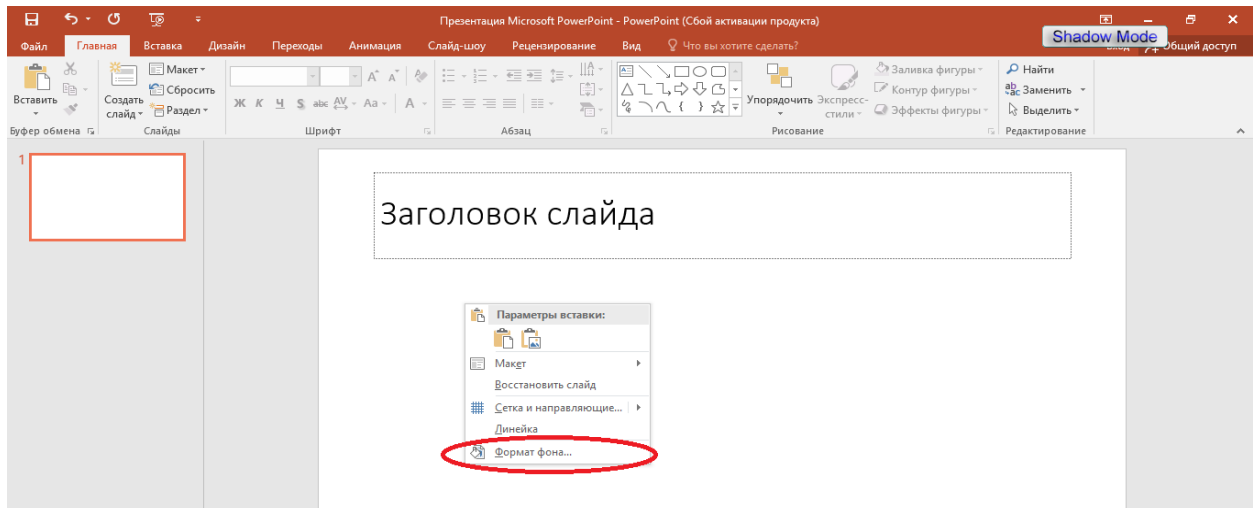 Презентация Microsoft PowerPoint - PowerPoint (Сбой активации продукта)
Shadow Mode
Файл Главная Вставка Дизайн Переходы Анимация Слайд-шоу Рецензирование Вид Что вы хотите сделать? Общий доступ
Вставить
Создать слайд
Макет
Сбросить
Раздел
Ж К Ч S abc AV Aa А
Упорядочить
Экспресс-стили
Заливка фигуры
Контур фигуры
Эффекты фигуры
Найти
Заменить
Выделить
Буфер обмена Слайды Шрифт Абзац Рисование Редактирование
1
Заголовок слайда
Параметры вставки:
Макет
Восстановить слайд
Сетка и направляющие...
Линейка
Формат фона...